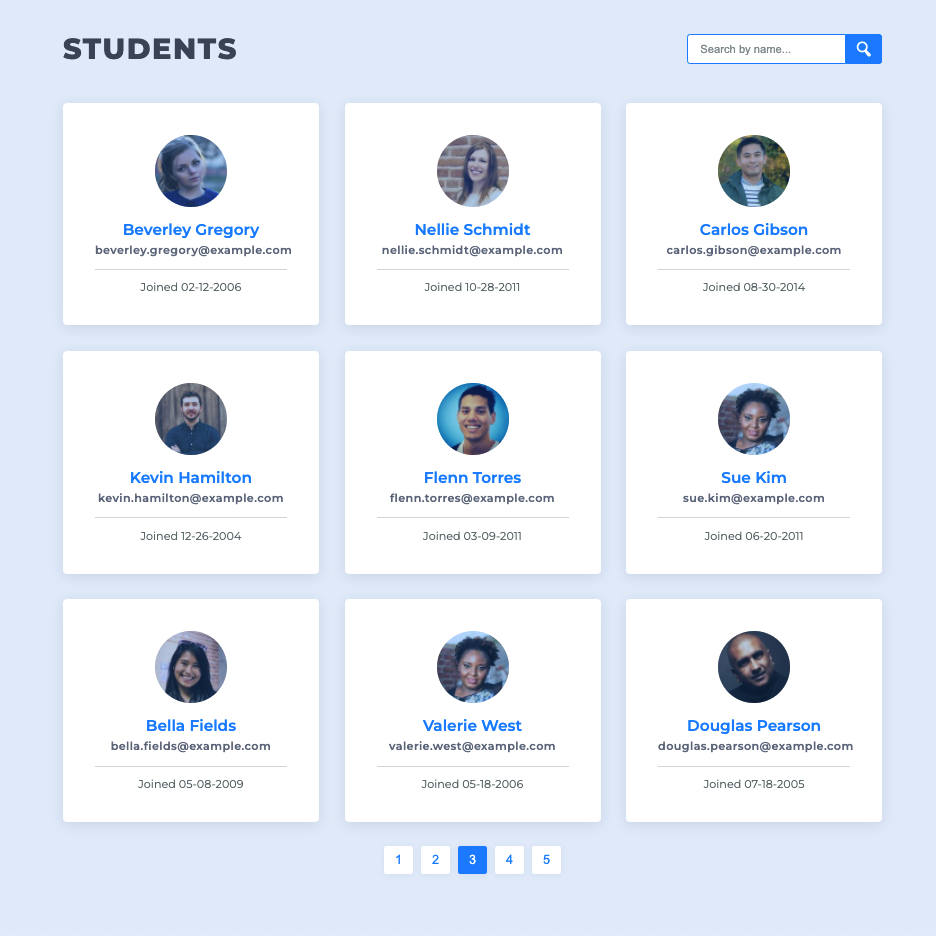 STUDENTS
Search by name...
Beverley Gregory
beverley.gregory@example.com
Joined 02-12-2006
Nellie Schmidt
nellie.schmidt@example.com
Joined 10-28-2011
Carlos Gibson
carlos.gibson@example.com
Joined 08-30-2014
Kevin Hamilton
kevin.hamilton@example.com
Joined 12-26-2004
Flenn Torres
flenn.torres@example.com
Joined 03-09-2011
Sue Kim
sue.kim@example.com
Joined 06-20-2011
Bella Fields
bella.fields@example.com
Joined 05-08-2009
Valerie West
valerie.west@example.com
Joined 05-18-2006
Douglas Pearson
douglas.pearson@example.com
Joined 07-18-2005
1 2 3 4 5